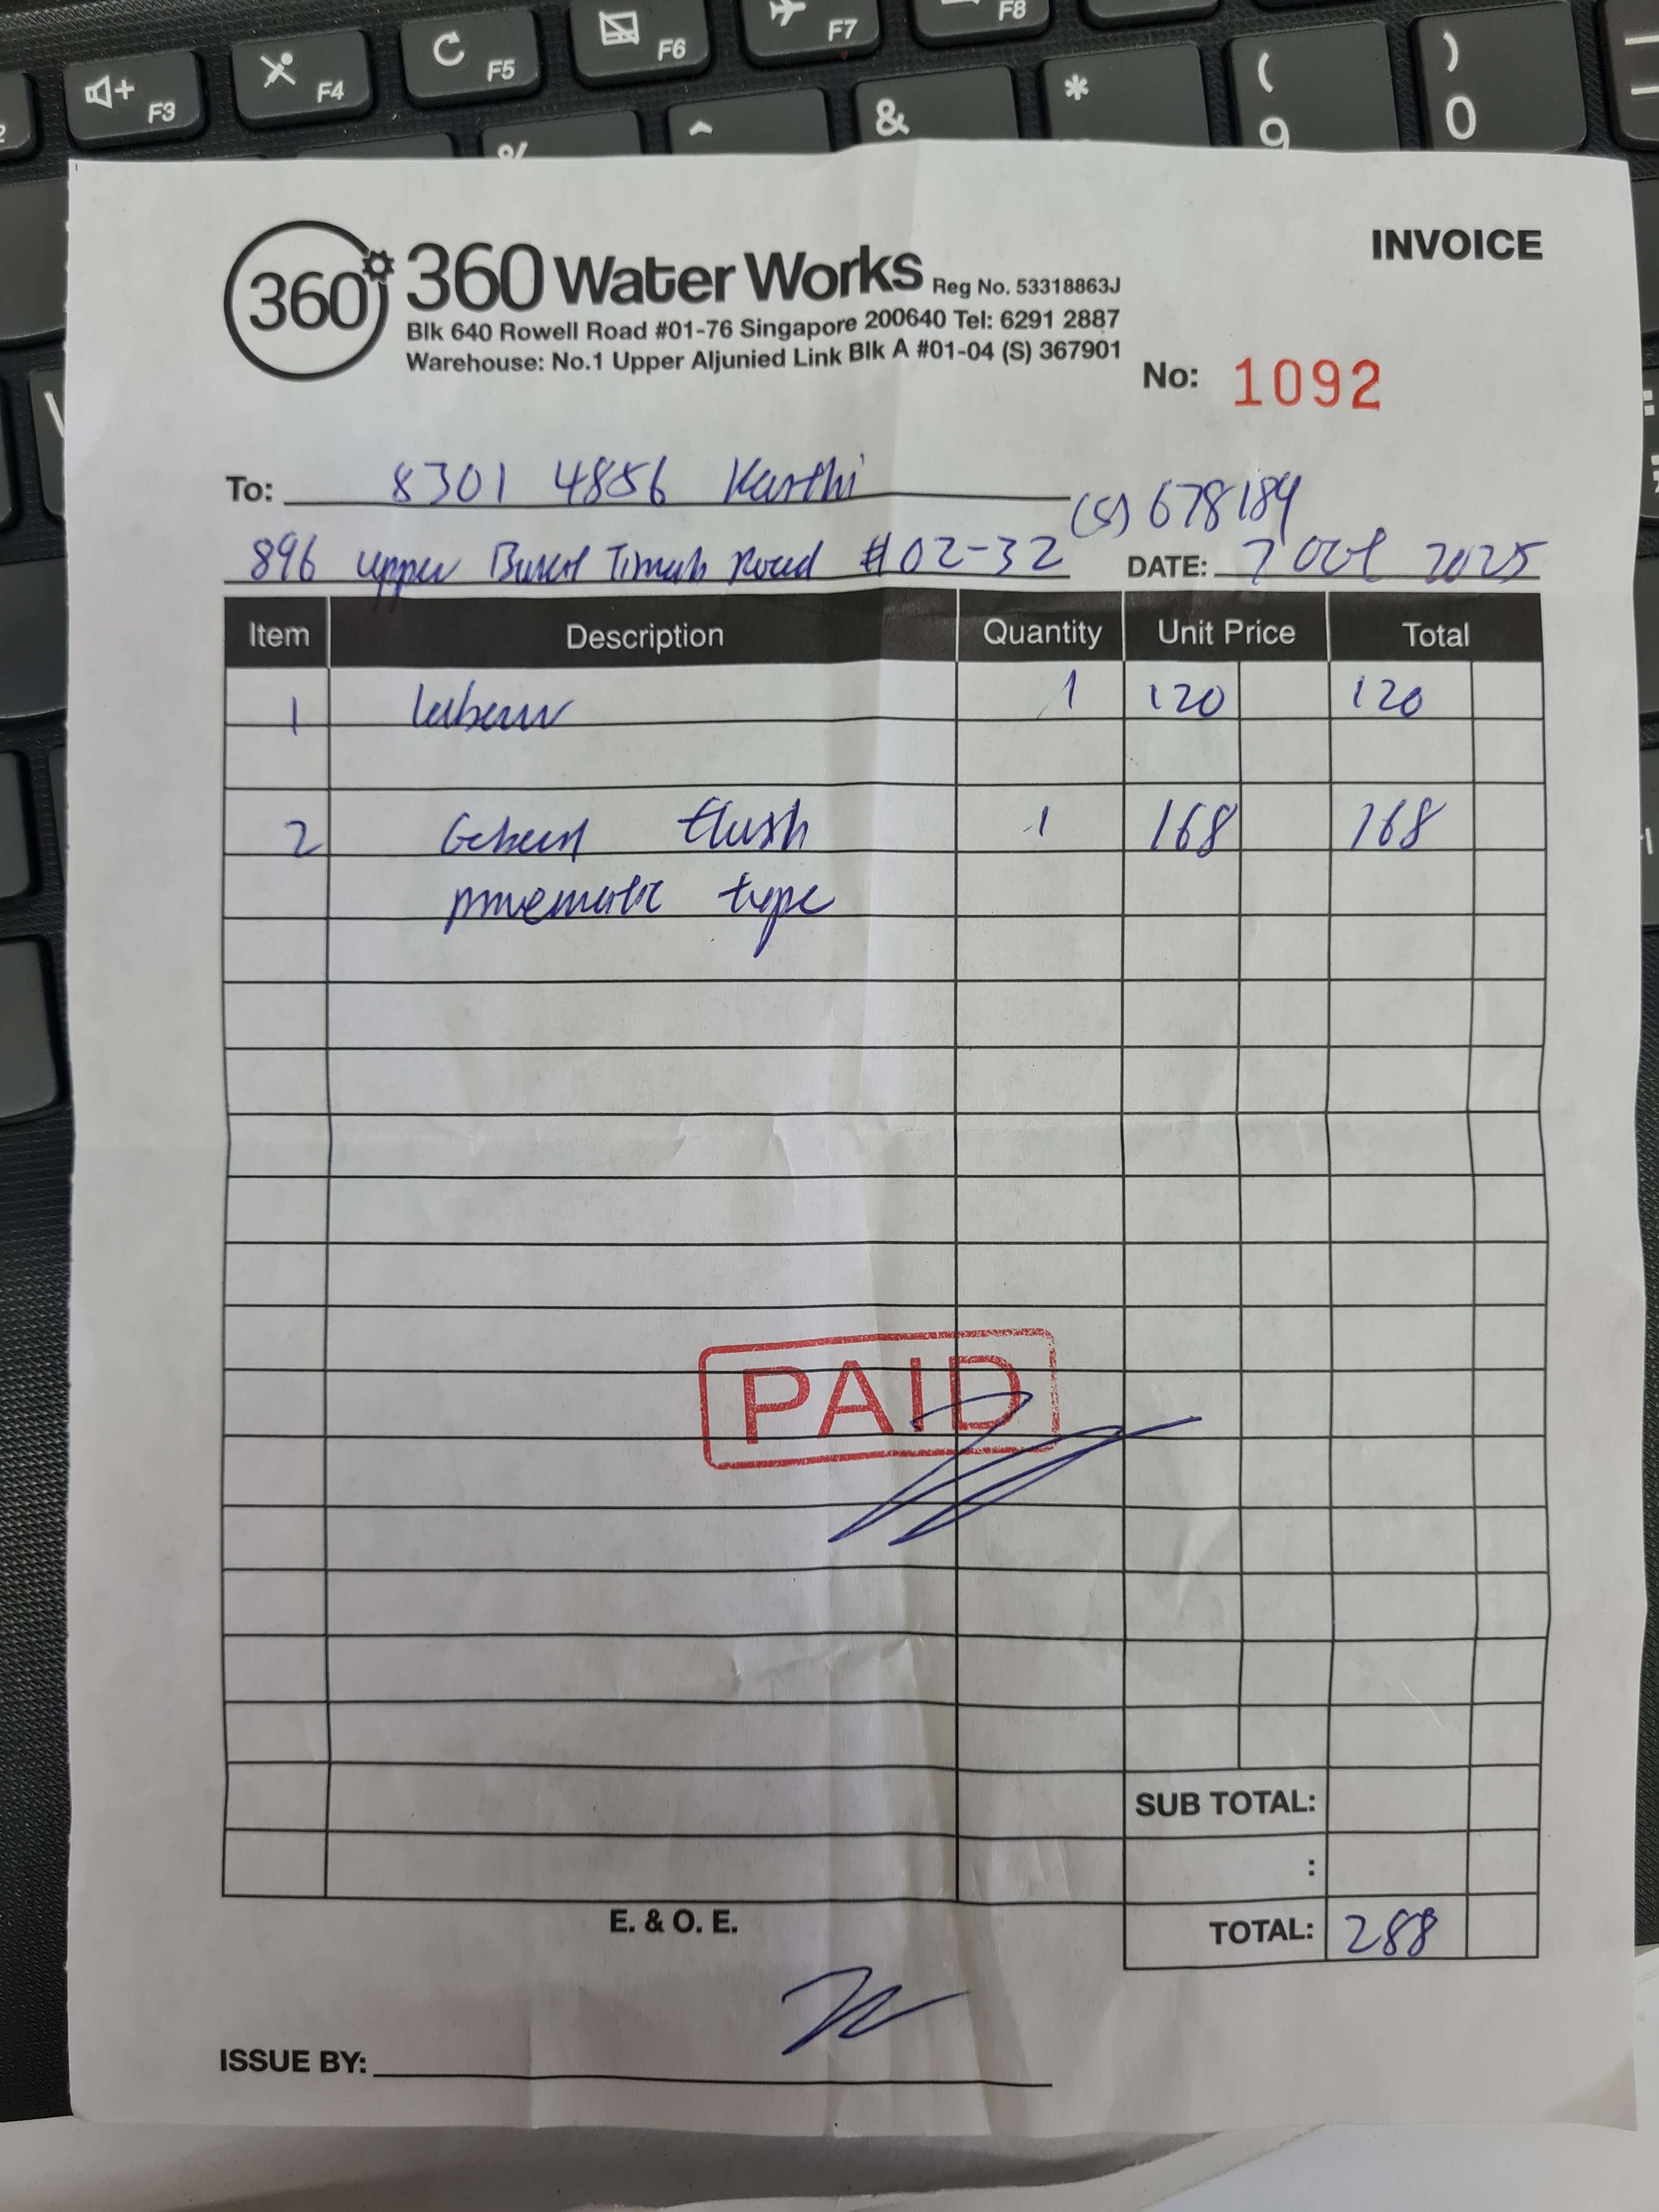 F3 F4 F5 F6 F7 F8
% ^ & * ( 9 ) 0
INVOICE
360° 360 Water Works Reg No. 53318863J
Blk 640 Rowell Road #01-76 Singapore 200640 Tel: 6291 2887
Warehouse: No.1 Upper Aljunied Link Blk A #01-04 (S) 367901
No: 1092
To: 8301 4856 Karthi
(S) 678189
896 Upper Bukit Timah Road #02-32 DATE: 7 Oct 2025
Item Description Quantity Unit Price Total
1 labour 1 120 120
2 Geberit flush 1 168 168
pnuematic type
PAID
SUB TOTAL:
:
E. & O. E. TOTAL: 288
ISSUE BY: